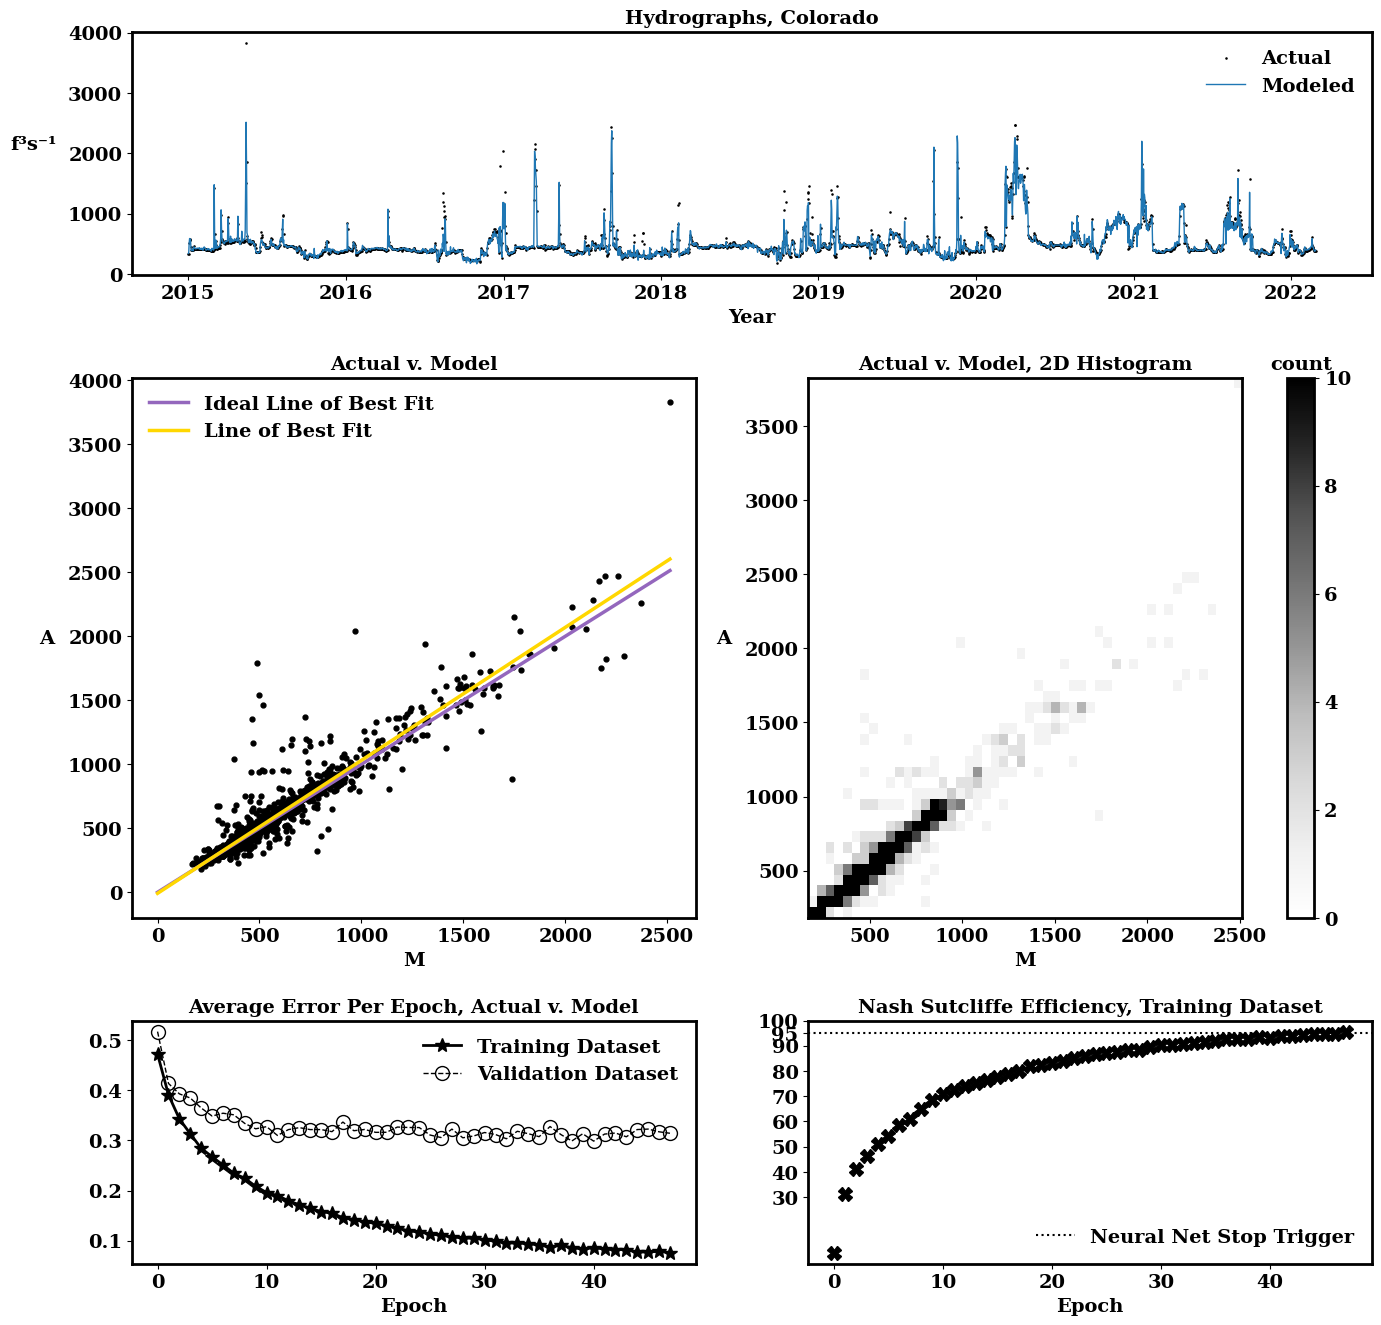 Hydrographs, Colorado
4000
3000
2000
1000
0
f³s⁻¹
Actual
Modeled
2015 2016 2017 2018 2019 2020 2021 2022
Year
Actual v. Model
4000
3500
3000
2500
2000
1500
1000
500
0
A
Ideal Line of Best Fit
Line of Best Fit
0 500 1000 1500 2000 2500
M
Actual v. Model, 2D Histogram
3500
3000
2500
2000
1500
1000
500
A
500 1000 1500 2000 2500
M
count
10
8
6
4
2
0
Average Error Per Epoch, Actual v. Model
0.5
0.4
0.3
0.2
0.1
Training Dataset
Validation Dataset
0 10 20 30 40
Epoch
Nash Sutcliffe Efficiency, Training Dataset
100
95
90
80
70
60
50
40
30
Neural Net Stop Trigger
0 10 20 30 40
Epoch